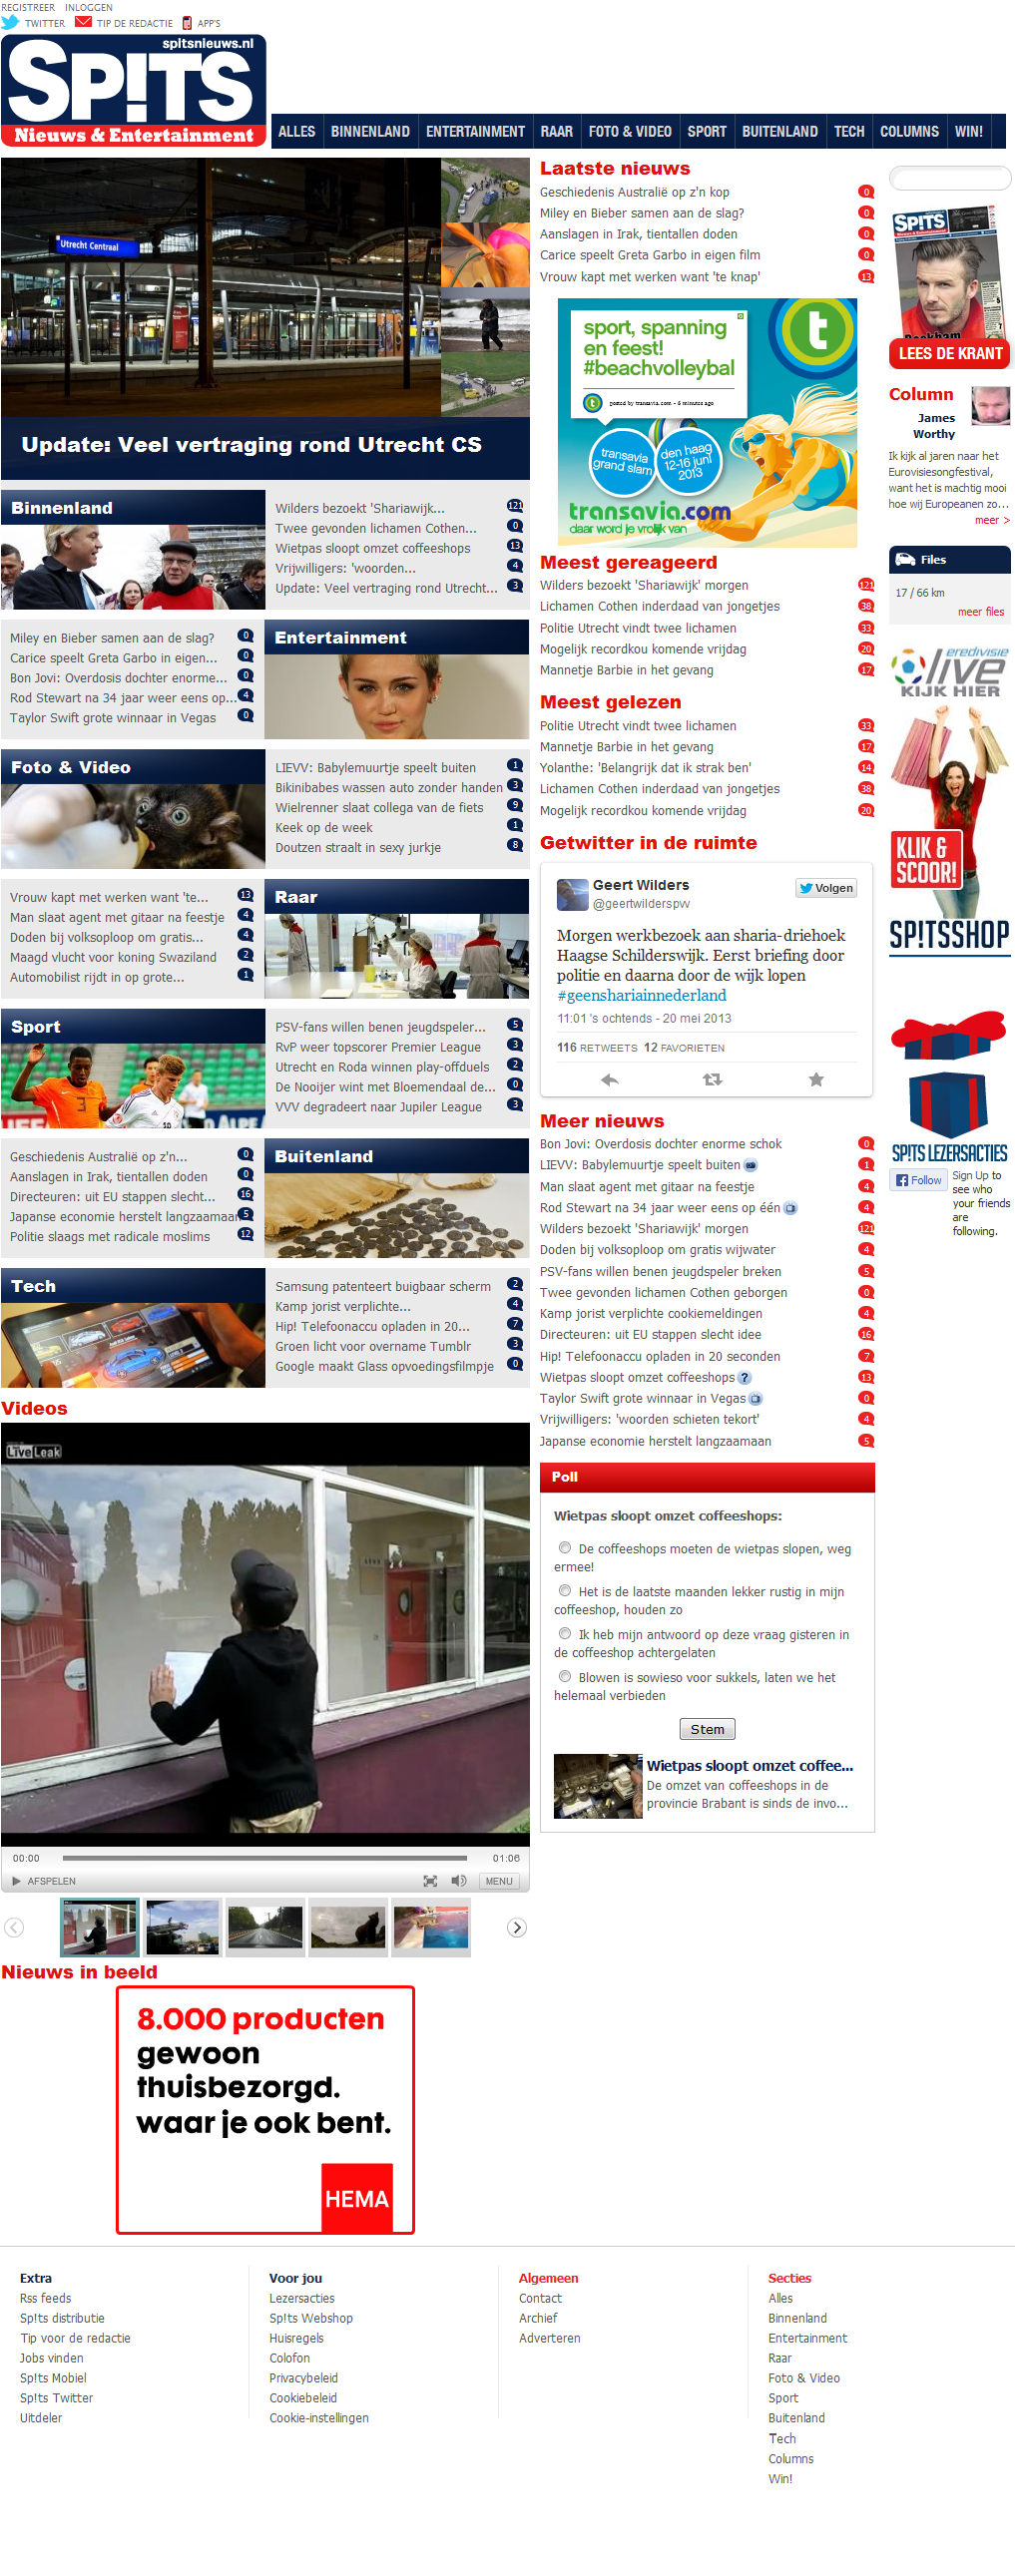 REGISTREER INLOGGEN
TWITTER TIP DE REDACTIE APP'S
spitsnieuws.nl
SP!TS
Nieuws & Entertainment
ALLES BINNENLAND ENTERTAINMENT RAAR FOTO & VIDEO SPORT BUITENLAND TECH COLUMNS WIN!
Utrecht Centraal
Update: Veel vertraging rond Utrecht CS
Binnenland
Wilders bezoekt 'Shariawijk... 121
Twee gevonden lichamen Cothen... 0
Wietpas sloopt omzet coffeeshops 13
Vrijwilligers: 'woorden... 4
Update: Veel vertraging rond Utrecht... 3
Miley en Bieber samen aan de slag? 0
Carice speelt Greta Garbo in eigen... 0
Bon Jovi: Overdosis dochter enorme... 0
Rod Stewart na 34 jaar weer eens op... 4
Taylor Swift grote winnaar in Vegas 0
Entertainment
Foto & Video
LIEVV: Babylemuurtje speelt buiten 1
Bikinibabes wassen auto zonder handen 3
Wielrenner slaat collega van de fiets 9
Keek op de week 1
Doutzen straalt in sexy jurkje 8
Vrouw kapt met werken want 'te... 13
Man slaat agent met gitaar na feestje 4
Doden bij volksoploop om gratis... 4
Maagd vlucht voor koning Swaziland 2
Automobilist rijdt in op grote... 1
Raar
Sport
PSV-fans willen benen jeugdspeler... 5
RvP weer topscorer Premier League 3
Utrecht en Roda winnen play-offduels 2
De Nooijer wint met Bloemendaal de... 0
VVV degradeert naar Jupiler League 3
Geschiedenis Australië op z'n... 0
Aanslagen in Irak, tientallen doden 0
Directeuren: uit EU stappen slecht... 16
Japanse economie herstelt langzaamaan 5
Politie slaags met radicale moslims 12
Buitenland
Tech
Samsung patenteert buigbaar scherm 2
Kamp jorist verplichte... 4
Hip! Telefoonaccu opladen in 20... 7
Groen licht voor overname Tumblr 3
Google maakt Glass opvoedingsfilmpje 0
Videos
LiveLeak
00:00 01:06
AFSPELEN MENU
Nieuws in beeld
8.000 producten
gewoon
thuisbezorgd.
waar je ook bent.
HEMA
Laatste nieuws
Geschiedenis Australië op z'n kop 0
Miley en Bieber samen aan de slag? 0
Aanslagen in Irak, tientallen doden 0
Carice speelt Greta Garbo in eigen film 0
Vrouw kapt met werken want 'te knap' 13
sport, spanning
en feest!
#beachvolleybal
posted by transavia.com - 6 minutes ago
transavia
grand slam
den haag
12-16 juni
2013
transavia.com
daar word je vrolijk van
Meest gereageerd
Wilders bezoekt 'Shariawijk' morgen 121
Lichamen Cothen inderdaad van jongetjes 38
Politie Utrecht vindt twee lichamen 33
Mogelijk recordkou komende vrijdag 20
Mannetje Barbie in het gevang 17
Meest gelezen
Politie Utrecht vindt twee lichamen 33
Mannetje Barbie in het gevang 17
Yolanthe: 'Belangrijk dat ik strak ben' 14
Lichamen Cothen inderdaad van jongetjes 38
Mogelijk recordkou komende vrijdag 20
Getwitter in de ruimte
Geert Wilders
@geertwilderspvv
Volgen
Morgen werkbezoek aan sharia-driehoek
Haagse Schilderswijk. Eerst briefing door
politie en daarna door de wijk lopen
#geenshariainnederland
11:01 's ochtends - 20 mei 2013
116 RETWEETS 12 FAVORIETEN
Meer nieuws
Bon Jovi: Overdosis dochter enorme schok 0
LIEVV: Babylemuurtje speelt buiten 1
Man slaat agent met gitaar na feestje 4
Rod Stewart na 34 jaar weer eens op één 4
Wilders bezoekt 'Shariawijk' morgen 121
Doden bij volksoploop om gratis wijwater 4
PSV-fans willen benen jeugdspeler breken 5
Twee gevonden lichamen Cothen geborgen 0
Kamp jorist verplichte cookiemeldingen 4
Directeuren: uit EU stappen slecht idee 16
Hip! Telefoonaccu opladen in 20 seconden 7
Wietpas sloopt omzet coffeeshops ? 13
Taylor Swift grote winnaar in Vegas 0
Vrijwilligers: 'woorden schieten tekort' 4
Japanse economie herstelt langzaamaan 5
Poll
Wietpas sloopt omzet coffeeshops:
De coffeeshops moeten de wietpas slopen, weg
ermee!
Het is de laatste maanden lekker rustig in mijn
coffeeshop, houden zo
Ik heb mijn antwoord op deze vraag gisteren in
de coffeeshop achtergelaten
Blowen is sowieso voor sukkels, laten we het
helemaal verbieden
Stem
Wietpas sloopt omzet coffee...
De omzet van coffeeshops in de
provincie Brabant is sinds de invo...
SPITS
Beckham
LEES DE KRANT
Column
James
Worthy
Ik kijk al jaren naar het
Eurovisiesongfestival,
want het is machtig mooi
hoe wij Europeanen zo...
meer >
Files
17 / 66 km
meer files
eredivisie
live
KIJK HIER
KLIK &
SCOOR!
SP!TSSHOP
SP!TS LEZERSACTIES
Follow
Sign Up to
see who
your friends
are
following.
Extra
Rss feeds
Sp!ts distributie
Tip voor de redactie
Jobs vinden
Sp!ts Mobiel
Sp!ts Twitter
Uitdeler
Voor jou
Lezersacties
Sp!ts Webshop
Huisregels
Colofon
Privacybeleid
Cookiebeleid
Cookie-instellingen
Algemeen
Contact
Archief
Adverteren
Secties
Alles
Binnenland
Entertainment
Raar
Foto & Video
Sport
Buitenland
Tech
Columns
Win!